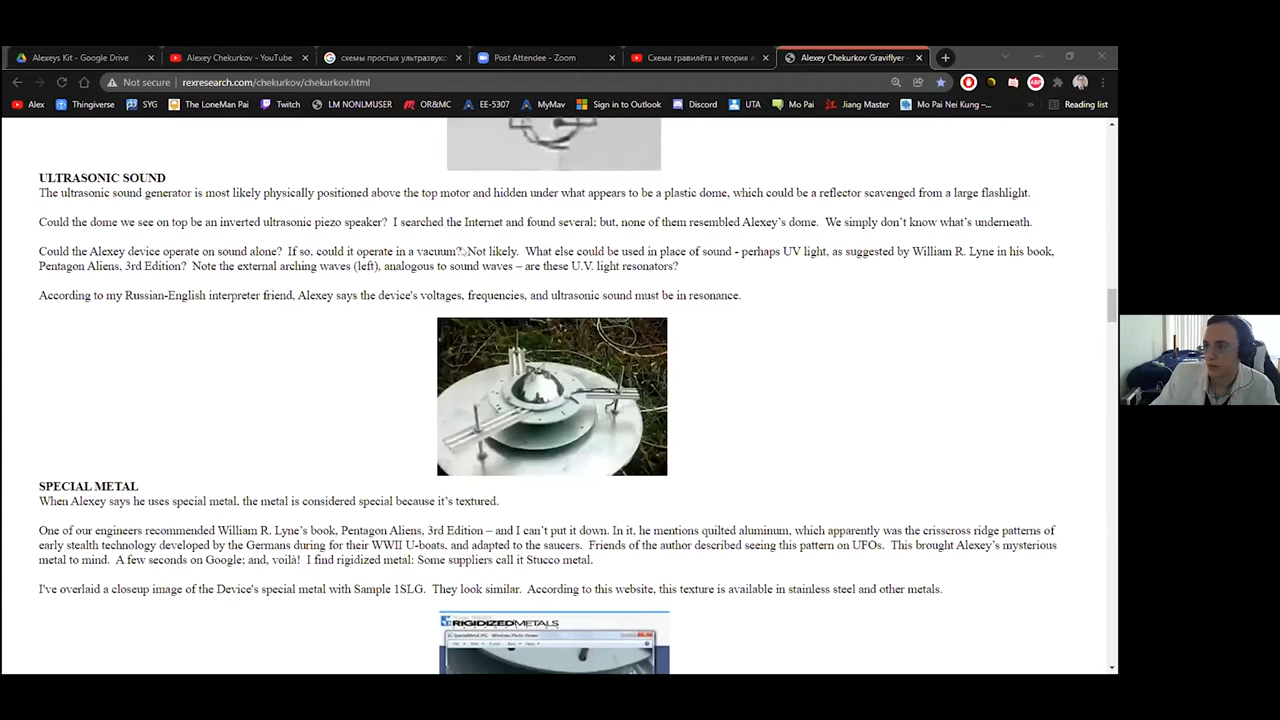 Alexeys Kit - Google Drive
Alexey Chekurkov - YouTube
схемы простых ультразвукс
Post Attendee - Zoom
Схема гравилёта и теория л
Alexey Chekurkov Graviflyer
Not secure | rexresearch.com/chekurkov/chekurkov.html
ABP
Alex
Thingiverse
SYG
The LoneMan Pai
Twitch
LM NONLMUSER
OR&MC
EE-5307
MyMav
Sign in to Outlook
Discord
UTA
Mo Pai
Jiang Master
Mo Pai Nei Kung –...
»
Reading list
ULTRASONIC SOUND
The ultrasonic sound generator is most likely physically positioned above the top motor and hidden under what appears to be a plastic dome, which could be a reflector scavenged from a large flashlight.
Could the dome we see on top be an inverted ultrasonic piezo speaker? I searched the Internet and found several; but, none of them resembled Alexey's dome. We simply don't know what's underneath.
Could the Alexey device operate on sound alone? If so, could it operate in a vacuum? Not likely. What else could be used in place of sound - perhaps UV light, as suggested by William R. Lyne in his book,
Pentagon Aliens, 3rd Edition? Note the external arching waves (left), analogous to sound waves – are these U.V. light resonators?
According to my Russian-English interpreter friend, Alexey says the device's voltages, frequencies, and ultrasonic sound must be in resonance.
SPECIAL METAL
When Alexey says he uses special metal, the metal is considered special because it's textured.
One of our engineers recommended William R. Lyne's book, Pentagon Aliens, 3rd Edition – and I can't put it down. In it, he mentions quilted aluminum, which apparently was the crisscross ridge patterns of
early stealth technology developed by the Germans during for their WWII U-boats, and adapted to the saucers. Friends of the author described seeing this pattern on UFOs. This brought Alexey's mysterious
metal to mind. A few seconds on Google; and, voilà! I find rigidized metal: Some suppliers call it Stucco metal.
I've overlaid a closeup image of the Device's special metal with Sample 1SLG. They look similar. According to this website, this texture is available in stainless steel and other metals.
RIGIDIZEDMETALS
SpecialMetal.JPG - Windows Photo Viewer